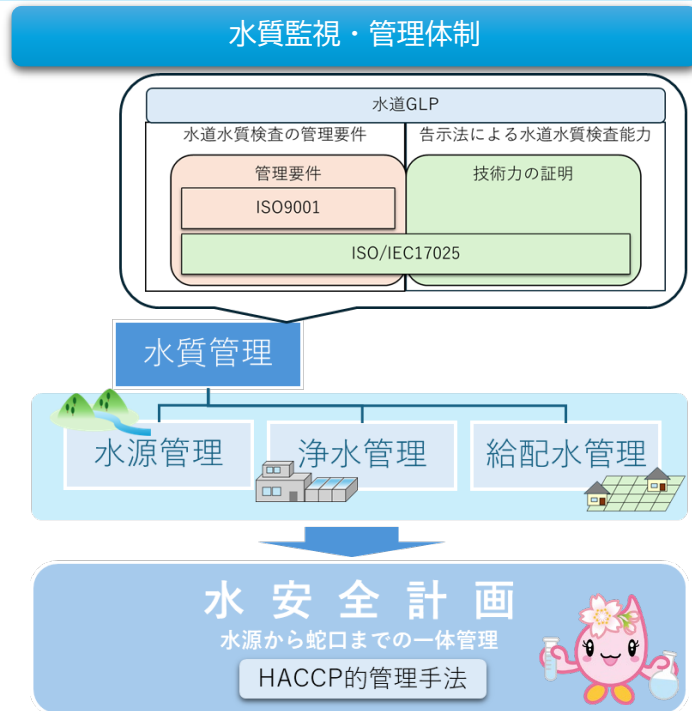 水質監視・管理体制
水道GLP
水道水質検査の管理要件
告示法による水道水質検査能力
管理要件
技術力の証明
ISO9001
ISO/IEC17025
水質管理
水源管理
浄水管理
給配水管理
水安全計画
水源から蛇口までの一体管理
HACCP的管理手法